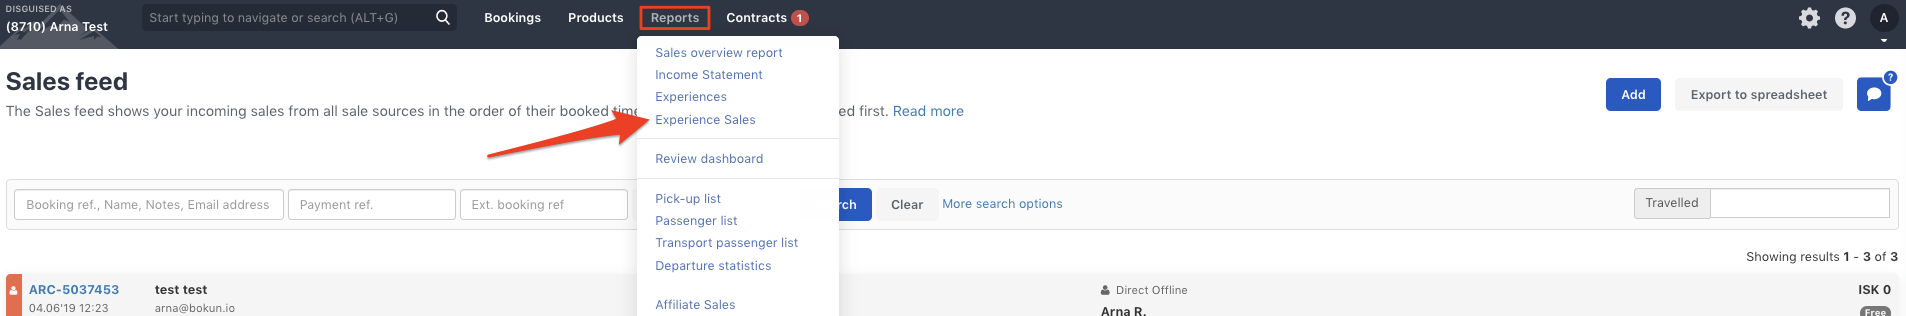 DISGUISED AS
(8710) Arna Test
Start typing to navigate or search (ALT+G)
Bookings
Products
Reports
Contracts 1
?
A
Sales overview report
Income Statement
Experiences
Experience Sales
Review dashboard
Pick-up list
Passenger list
Transport passenger list
Departure statistics
Affiliate Sales
Sales feed
The Sales feed shows your incoming sales from all sale sources in the order of their booked time
ed first. Read more
Add
Export to spreadsheet
?
Booking ref., Name, Notes, Email address
Payment ref.
Ext. booking ref
rch
Clear
More search options
Travelled
Showing results 1 - 3 of 3
ARC-5037453
test test
Direct Offline
ISK 0
04.06'19 12:23
arna@bokun.io
Arna R.
Free